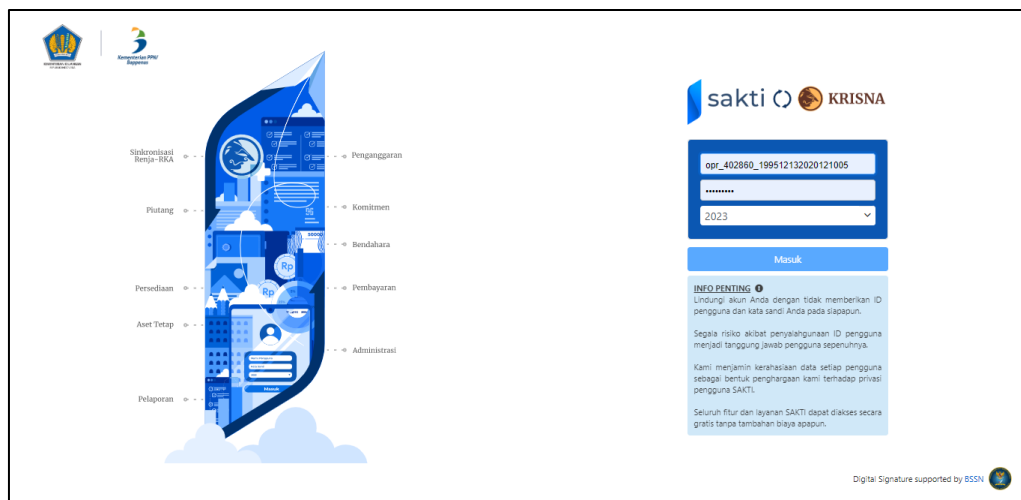 Kementerian PPN/
Bappenas
sakti KRISNA
Sinkronisasi
Renja-RKA
Piutang
Persediaan
Aset Tetap
Pelaporan
Penganggaran
Komitmen
Bendahara
Pembayaran
Administrasi
Rp
Rp
Masuk
opr_402860_199512132020121005
•••••••••
2023
Masuk
INFO PENTING
Lindungi akun Anda dengan tidak memberikan ID
pengguna dan kata sandi Anda pada siapapun.
Segala risiko akibat penyalahgunaan ID pengguna
menjadi tanggung jawab pengguna sepenuhnya.
Kami menjamin kerahasiaan data setiap pengguna
sebagai bentuk penghargaan kami terhadap privasi
pengguna SAKTI.
Seluruh fitur dan layanan SAKTI dapat diakses secara
gratis tanpa tambahan biaya apapun.
Digital Signature supported by BSSN